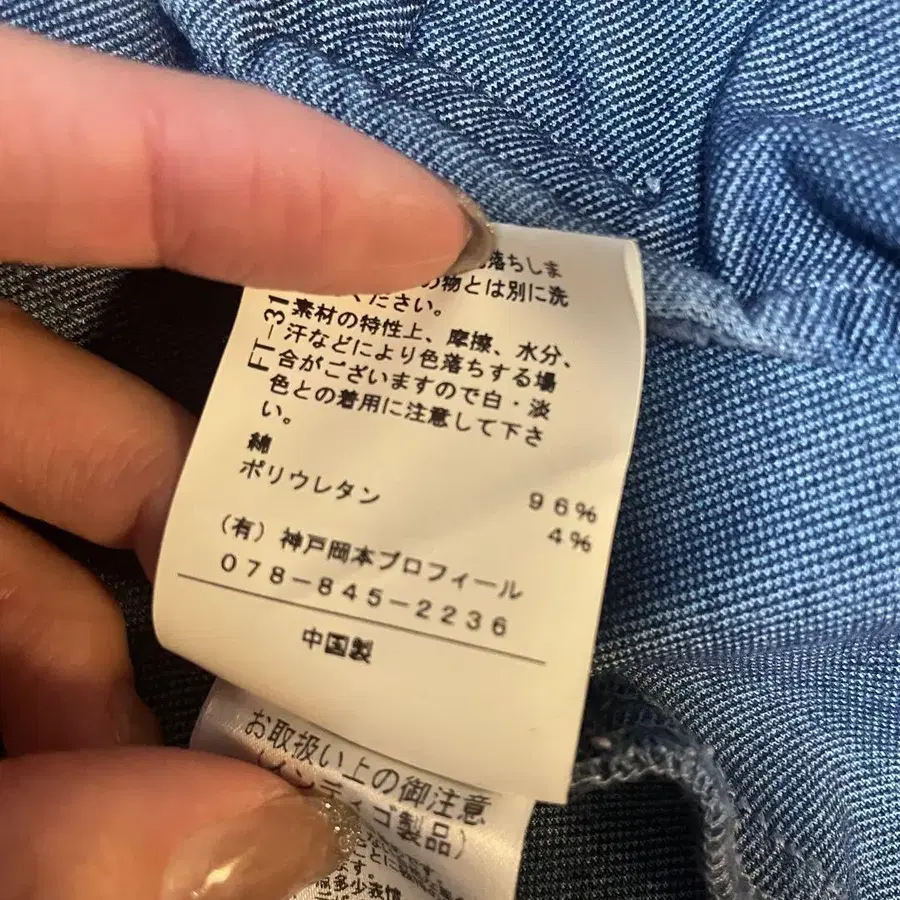 落ちしま
の物とは別に洗
ください。
FT-31
素材の特性上、摩擦、水分、
汗などにより色落ちする場
合がございますので白・淡
色との着用に注意して下さ
い。
綿 96%
ポリウレタン 4%
(有)神戸岡本プロフィール
078-845-2236
中国製
お取扱い上の御注意
(インディゴ製品)